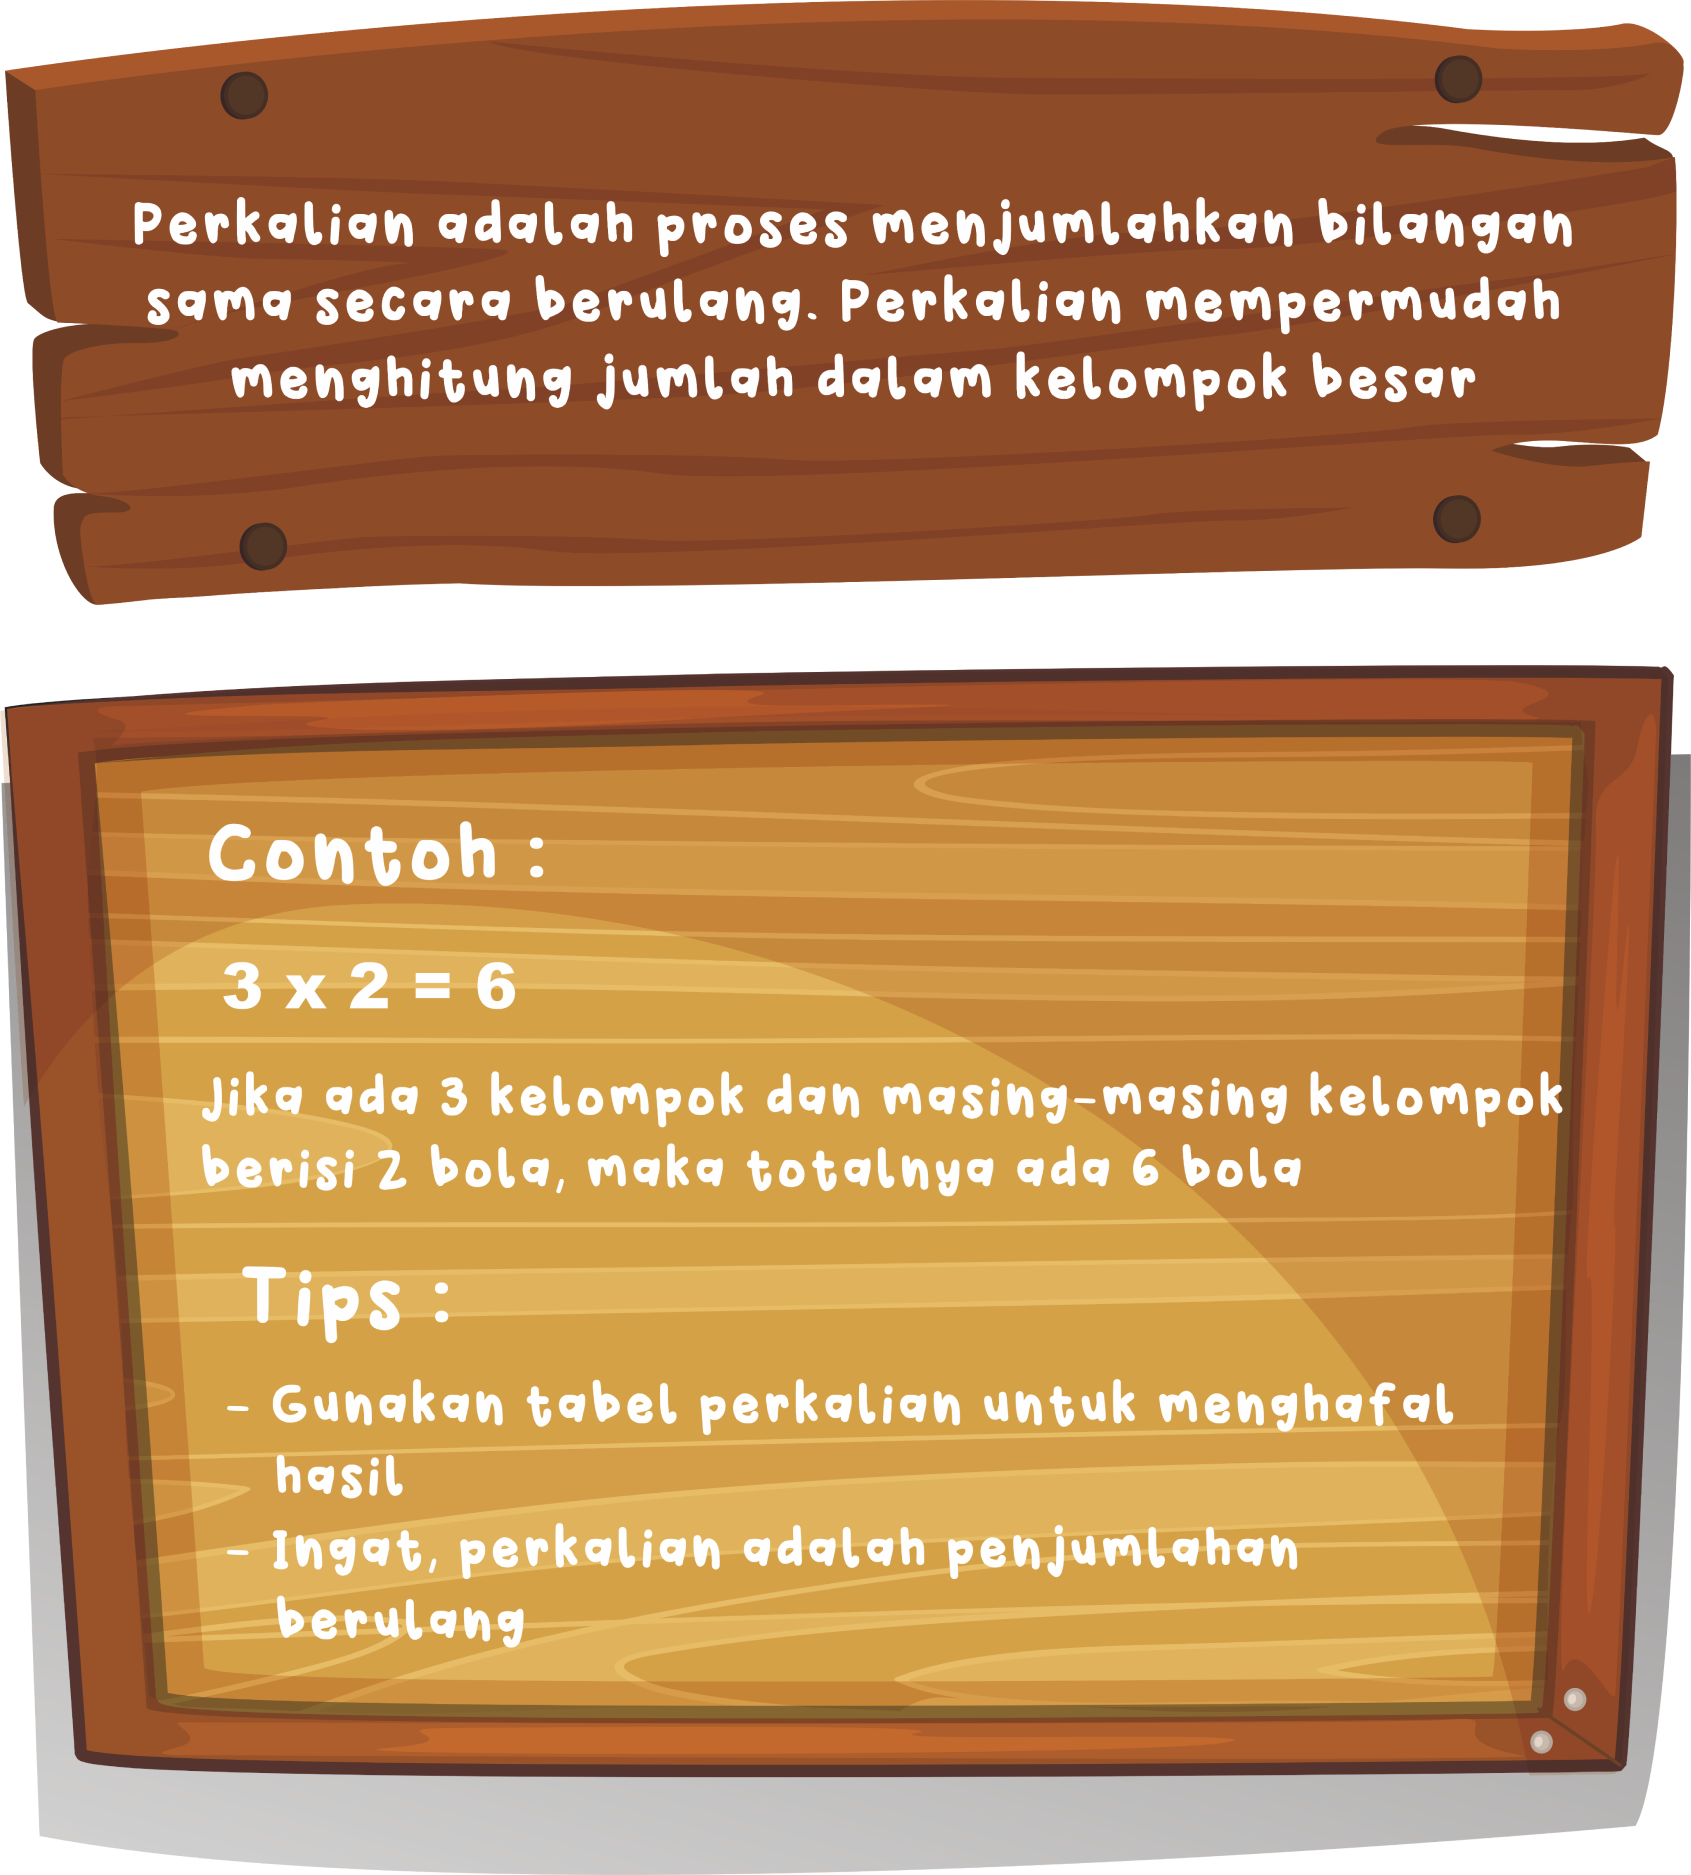 Perkalian adalah proses menjumlahkan bilangan
sama secara berulang. Perkalian mempermudah
menghitung jumlah dalam kelompok besar
Contoh :
3 x 2 = 6
Jika ada 3 kelompok dan masing-masing kelompok
berisi 2 bola, maka totalnya ada 6 bola
Tips :
- Gunakan tabel perkalian untuk menghafal
hasil
- Ingat, perkalian adalah penjumlahan
berulang